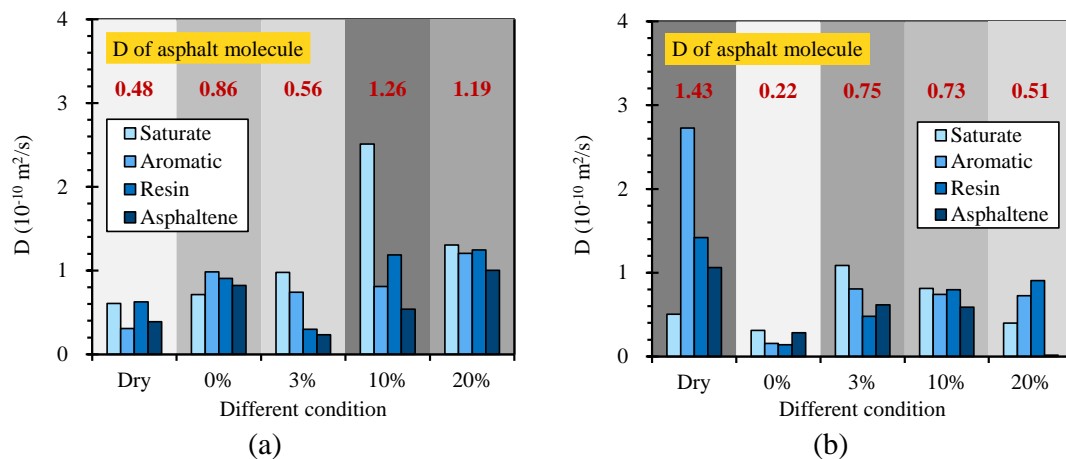 4
3
2
1
0
D (10⁻¹⁰ m²/s)
D of asphalt molecule
0.48 0.86 0.56 1.26 1.19
Saturate
Aromatic
Resin
Asphaltene
Dry 0% 3% 10% 20%
Different condition
(a)
4
3
2
1
0
D (10⁻¹⁰ m²/s)
D of asphalt molecule
1.43 0.22 0.75 0.73 0.51
Saturate
Aromatic
Resin
Asphaltene
Dry 0% 3% 10% 20%
Different condition
(b)